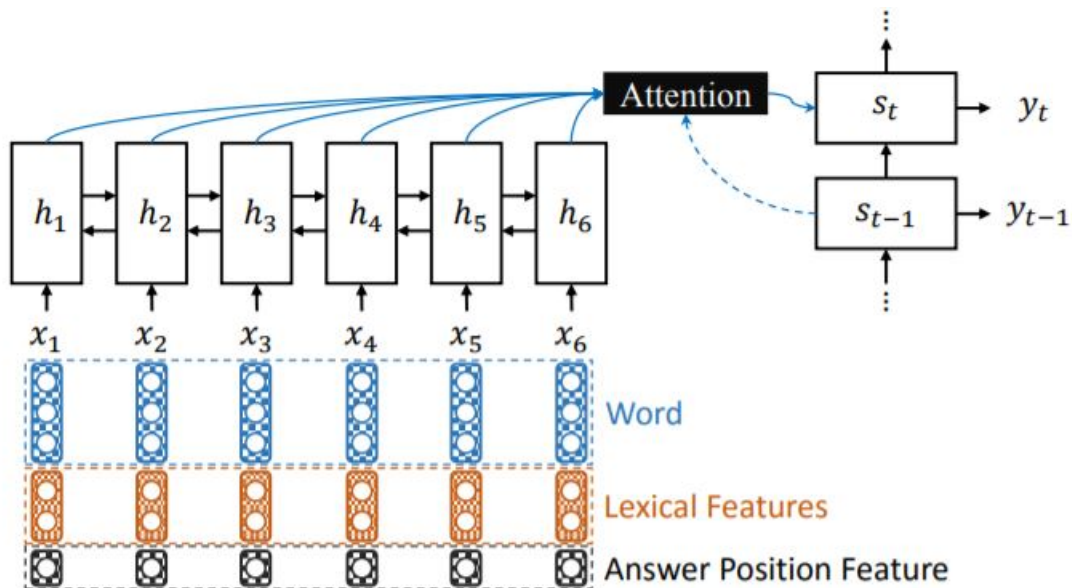 ⋮
Attention
s_t
y_t
h_1 h_2 h_3 h_4 h_5 h_6
s_{t-1}
y_{t-1}
⋮
x_1 x_2 x_3 x_4 x_5 x_6
Word
Lexical Features
Answer Position Feature